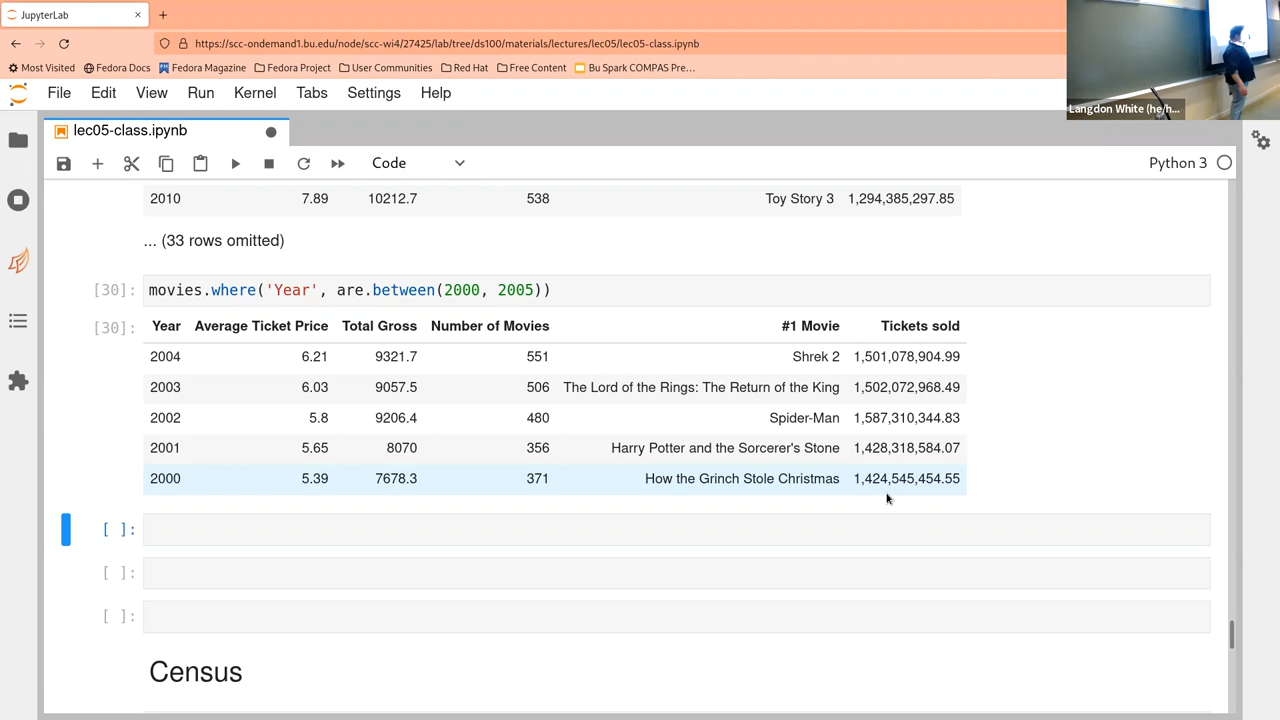 JupyterLab
https://scc-ondemand1.bu.edu/node/scc-wi4/27425/lab/tree/ds100/materials/lectures/lec05/lec05-class.ipynb
Most Visited Fedora Docs Fedora Magazine Fedora Project User Communities Red Hat Free Content Bu Spark COMPAS Pre…
Langdon White (he/h...
File Edit View Run Kernel Tabs Settings Help
lec05-class.ipynb
Code Python 3
2010 7.89 10212.7 538 Toy Story 3 1,294,385,297.85
... (33 rows omitted)
[30]: movies.where('Year', are.between(2000, 2005))
[30]: Year Average Ticket Price Total Gross Number of Movies #1 Movie Tickets sold
2004 6.21 9321.7 551 Shrek 2 1,501,078,904.99
2003 6.03 9057.5 506 The Lord of the Rings: The Return of the King 1,502,072,968.49
2002 5.8 9206.4 480 Spider-Man 1,587,310,344.83
2001 5.65 8070 356 Harry Potter and the Sorcerer's Stone 1,428,318,584.07
2000 5.39 7678.3 371 How the Grinch Stole Christmas 1,424,545,454.55
[ ]:
[ ]:
[ ]:
Census